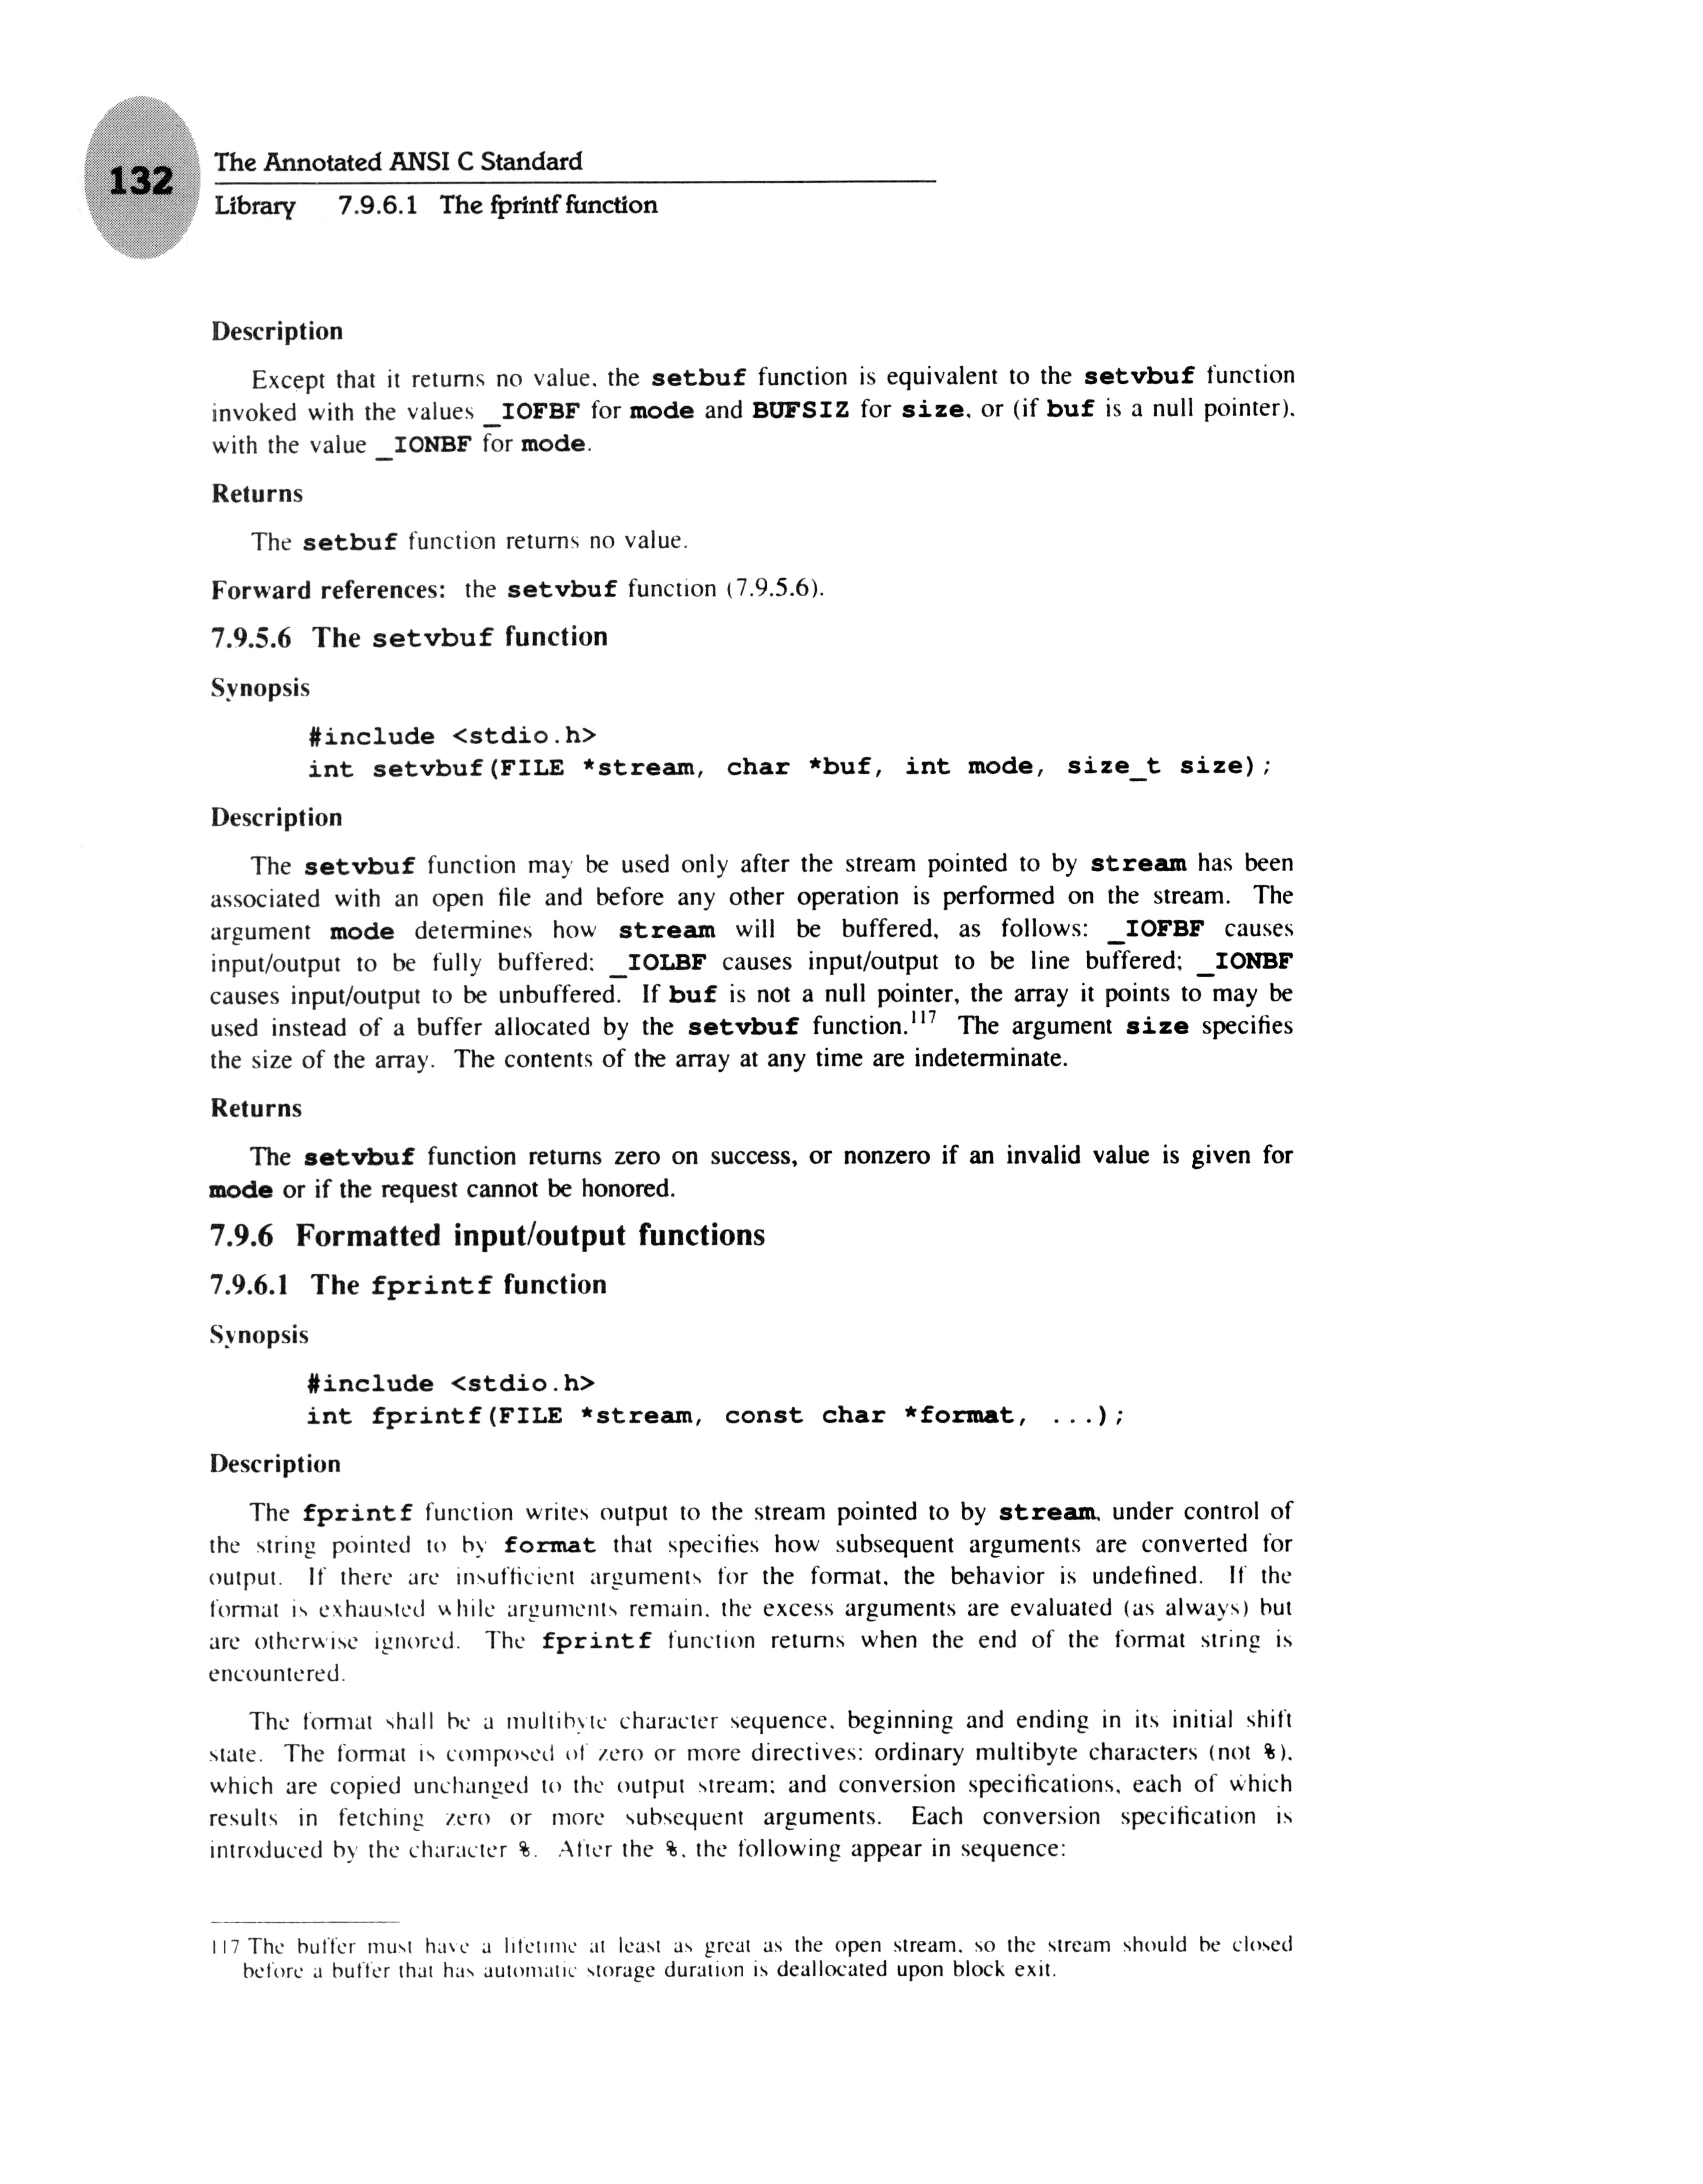 132
The Annotated ANSI C Standard
Library 7.9.6.1 The fprintf function
Description
Except that it returns no value, the setbuf function is equivalent to the setvbuf function
invoked with the values _IOFBF for mode and BUFSIZ for size, or (if buf is a null pointer),
with the value _IONBF for mode.
Returns
The setbuf function returns no value.
Forward references: the setvbuf function (7.9.5.6).
7.9.5.6 The setvbuf function
Synopsis
#include <stdio.h>
int setvbuf(FILE *stream, char *buf, int mode, size_t size);
Description
The setvbuf function may be used only after the stream pointed to by stream has been
associated with an open file and before any other operation is performed on the stream. The
argument mode determines how stream will be buffered, as follows: _IOFBF causes
input/output to be fully buffered; _IOLBF causes input/output to be line buffered; _IONBF
causes input/output to be unbuffered. If buf is not a null pointer, the array it points to may be
used instead of a buffer allocated by the setvbuf function.117 The argument size specifies
the size of the array. The contents of the array at any time are indeterminate.
Returns
The setvbuf function returns zero on success, or nonzero if an invalid value is given for
mode or if the request cannot be honored.
7.9.6 Formatted input/output functions
7.9.6.1 The fprintf function
Synopsis
#include <stdio.h>
int fprintf(FILE *stream, const char *format, ...);
Description
The fprintf function writes output to the stream pointed to by stream, under control of
the string pointed to by format that specifies how subsequent arguments are converted for
output. If there are insufficient arguments for the format, the behavior is undefined. If the
format is exhausted while arguments remain, the excess arguments are evaluated (as always) but
are otherwise ignored. The fprintf function returns when the end of the format string is
encountered.
The format shall be a multibyte character sequence, beginning and ending in its initial shift
state. The format is composed of zero or more directives: ordinary multibyte characters (not %),
which are copied unchanged to the output stream; and conversion specifications, each of which
results in fetching zero or more subsequent arguments. Each conversion specification is
introduced by the character %. After the %, the following appear in sequence:
117 The buffer must have a lifetime at least as great as the open stream, so the stream should be closed
before a buffer that has automatic storage duration is deallocated upon block exit.